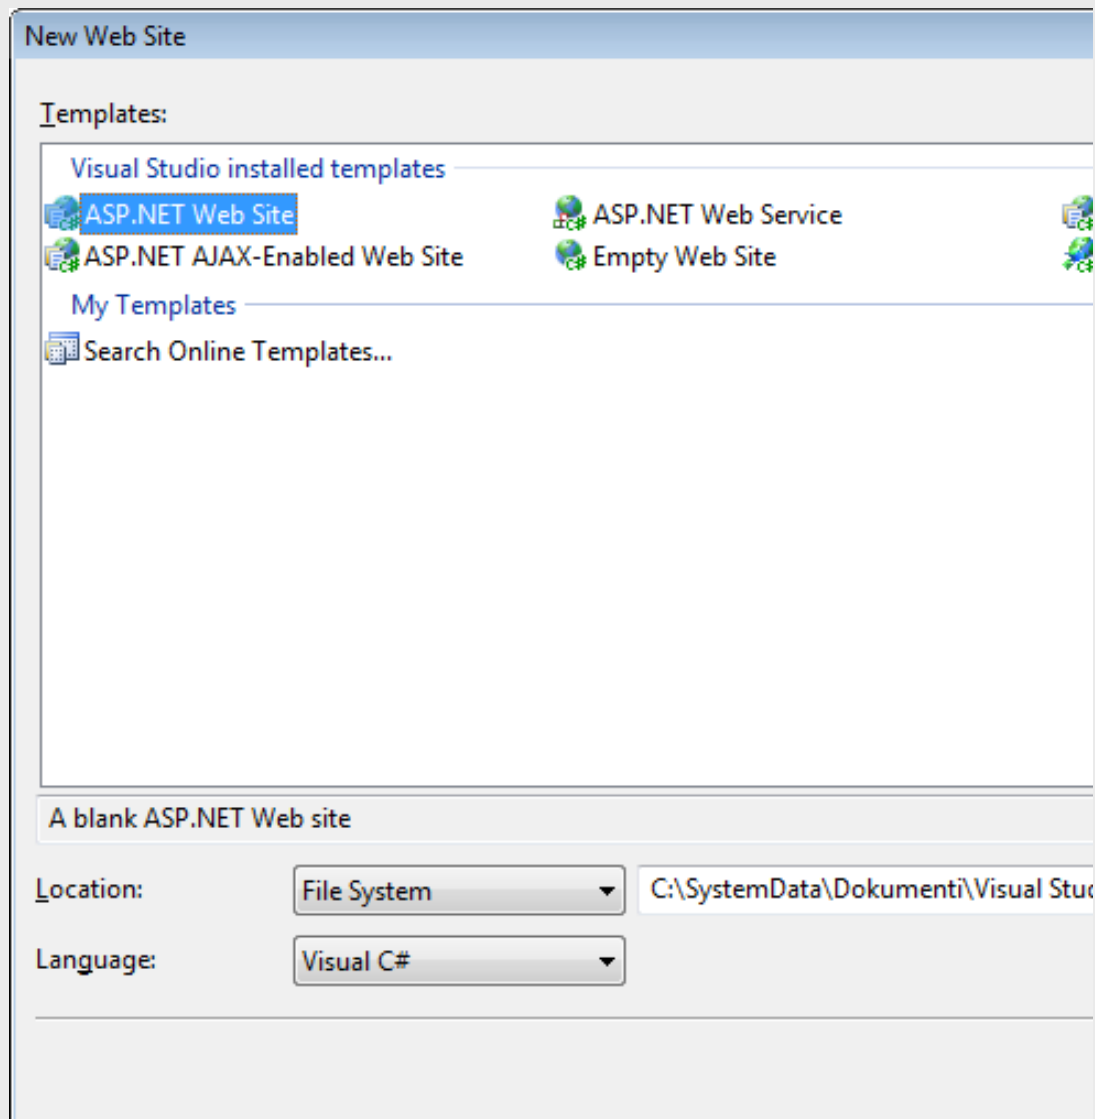 New Web Site
Templates:
Visual Studio installed templates
ASP.NET Web Site
ASP.NET Web Service
ASP.NET AJAX-Enabled Web Site
Empty Web Site
My Templates
Search Online Templates...
A blank ASP.NET Web site
Location:
File System
C:\SystemData\Dokumenti\Visual Stud
Language:
Visual C#